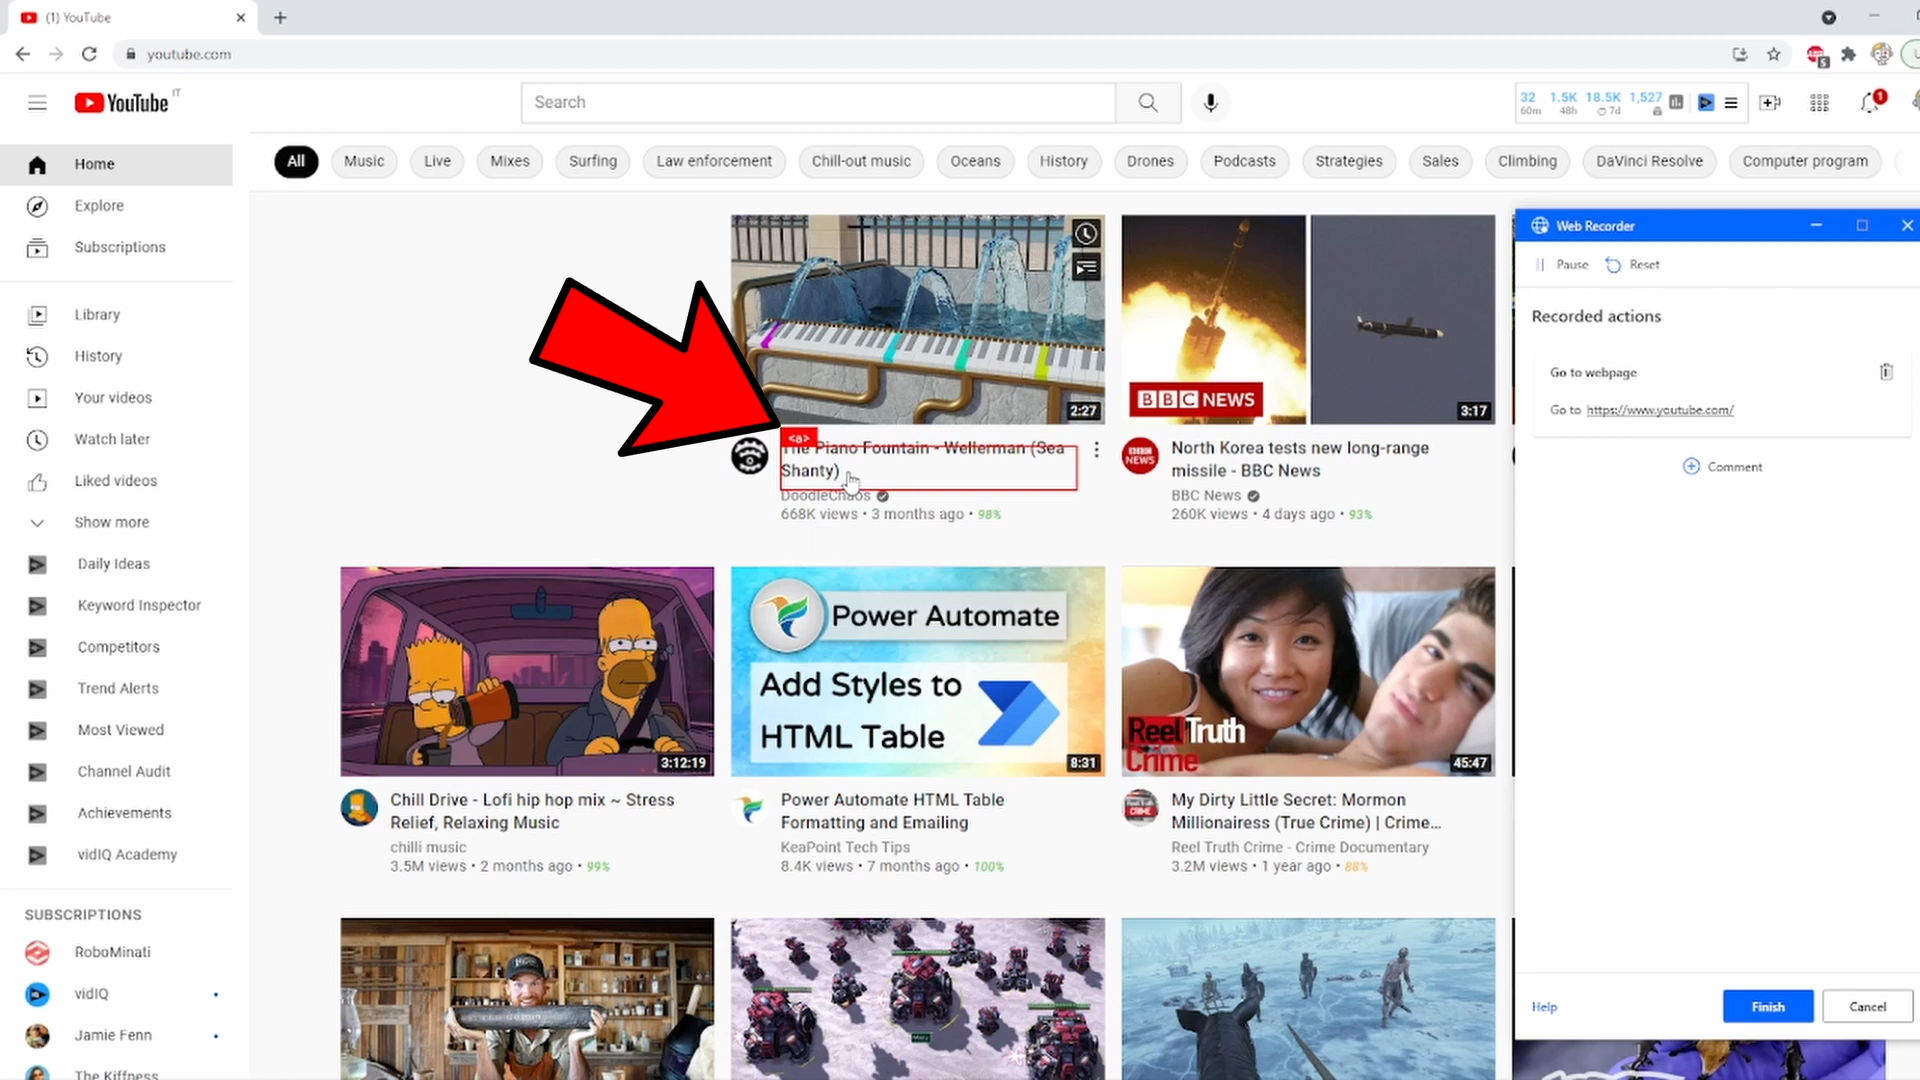 (1) YouTube
youtube.com
5
YouTube IT
Search
32 1.5K 18.5K 1,527
60m 48h 7d
1
Home
Explore
Subscriptions
Library
History
Your videos
Watch later
Liked videos
Show more
Daily Ideas
Keyword Inspector
Competitors
Trend Alerts
Most Viewed
Channel Audit
Achievements
vidIQ Academy
SUBSCRIPTIONS
RoboMinati
vidIQ
Jamie Fenn
The Kiffness
All Music Live Mixes Surfing Law enforcement Chill-out music Oceans History Drones Podcasts Strategies Sales Climbing DaVinci Resolve Computer program
2:27
<a>
The Piano Fountain - Wellerman (Sea
Shanty)
DoodleChaos
668K views • 3 months ago • 98%
BBC NEWS
3:17
BBC
NEWS
North Korea tests new long-range
missile - BBC News
BBC News
260K views • 4 days ago • 93%
3:12:19
Chill Drive - Lofi hip hop mix ~ Stress
Relief, Relaxing Music
chilli music
3.5M views • 2 months ago • 99%
Power Automate
Add Styles to
HTML Table
8:31
Power Automate HTML Table
Formatting and Emailing
KeaPoint Tech Tips
8.4K views • 7 months ago • 100%
Reel Truth
Crime
45:47
My Dirty Little Secret: Mormon
Millionairess (True Crime) | Crime...
Reel Truth Crime - Crime Documentary
3.2M views • 1 year ago • 88%
Web Recorder
Pause Reset
Recorded actions
Go to webpage
Go to https://www.youtube.com/
Comment
Help
Finish
Cancel